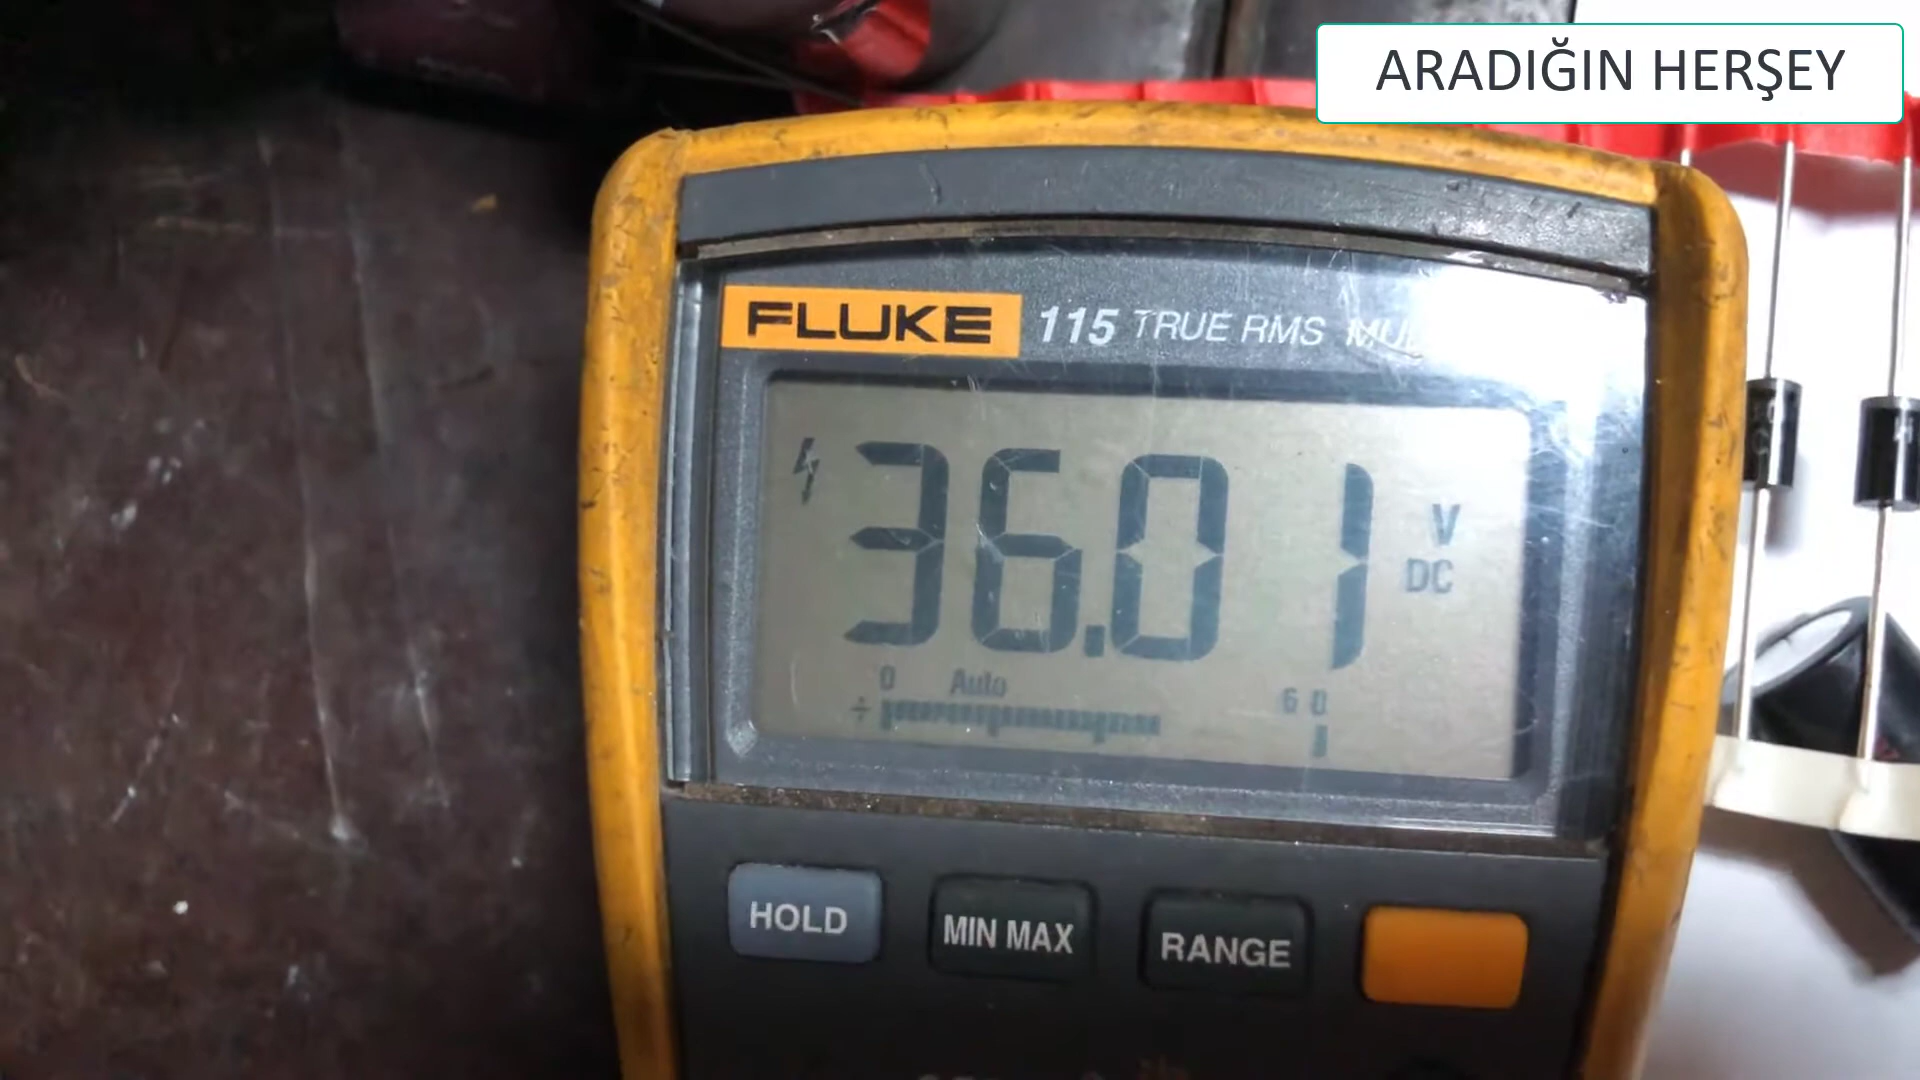 ARADIĞIN HERŞEY
FLUKE 115 TRUE RMS
36.01 V
DC
0 Auto 60
HOLD MIN MAX RANGE